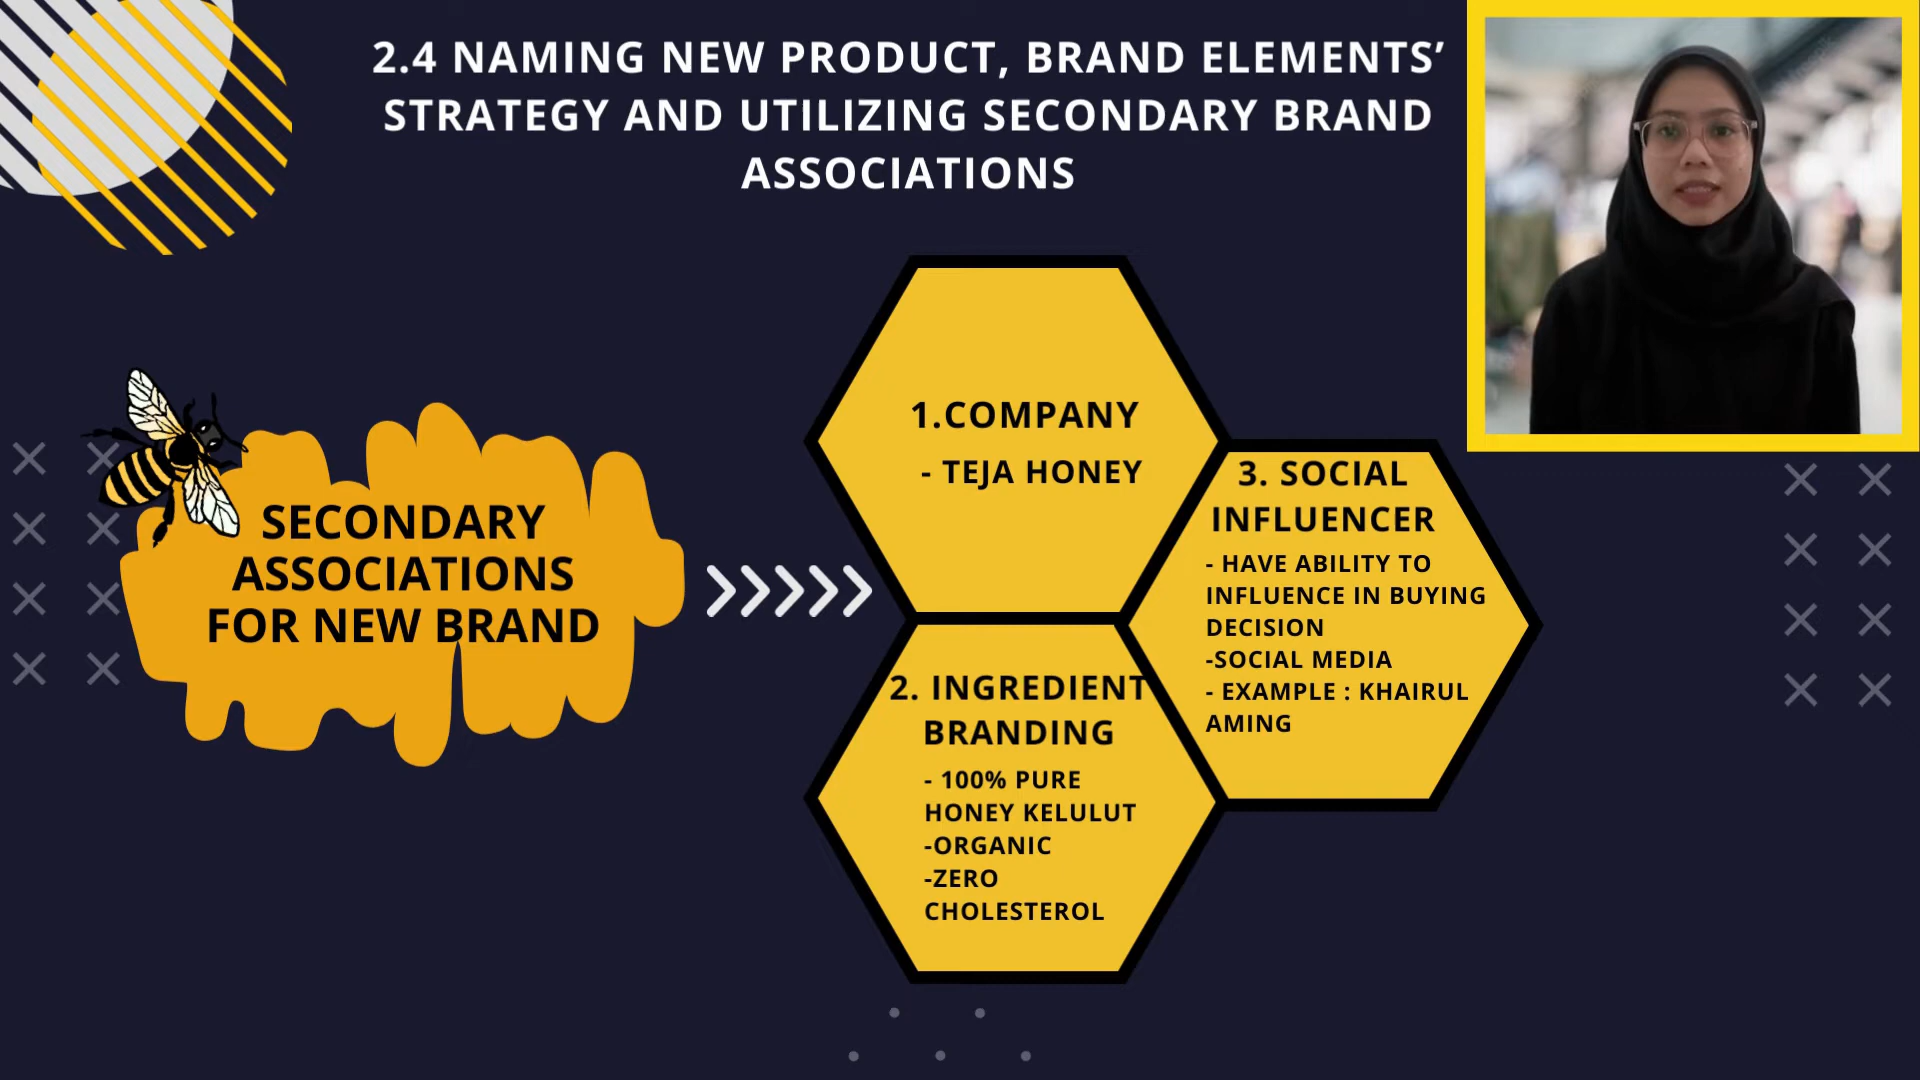 2.4 NAMING NEW PRODUCT, BRAND ELEMENTS’
STRATEGY AND UTILIZING SECONDARY BRAND
ASSOCIATIONS
SECONDARY
ASSOCIATIONS
FOR NEW BRAND
1.COMPANY
- TEJA HONEY
2. INGREDIENT
BRANDING
- 100% PURE
HONEY KELULUT
-ORGANIC
-ZERO
CHOLESTEROL
3. SOCIAL
INFLUENCER
- HAVE ABILITY TO
INFLUENCE IN BUYING
DECISION
-SOCIAL MEDIA
- EXAMPLE : KHAIRUL
AMING